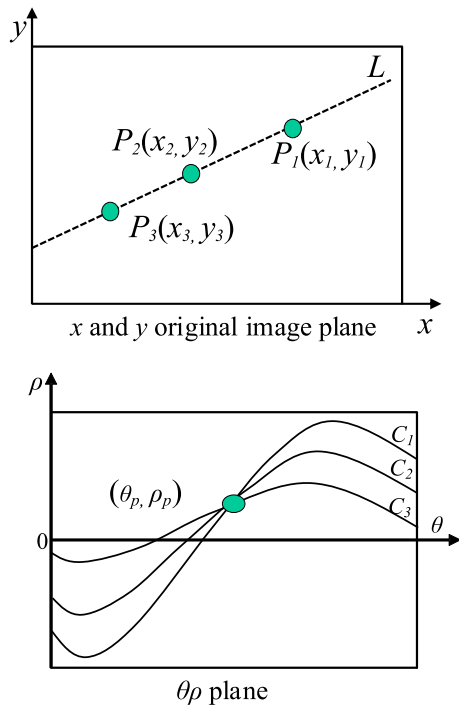 y
L
P₂(x₂, y₂)
P₁(x₁, y₁)
P₃(x₃, y₃)
x and y original image plane
x
ρ
C₁
C₂
(θₚ, ρₚ)
C₃
θ
0
θρ plane